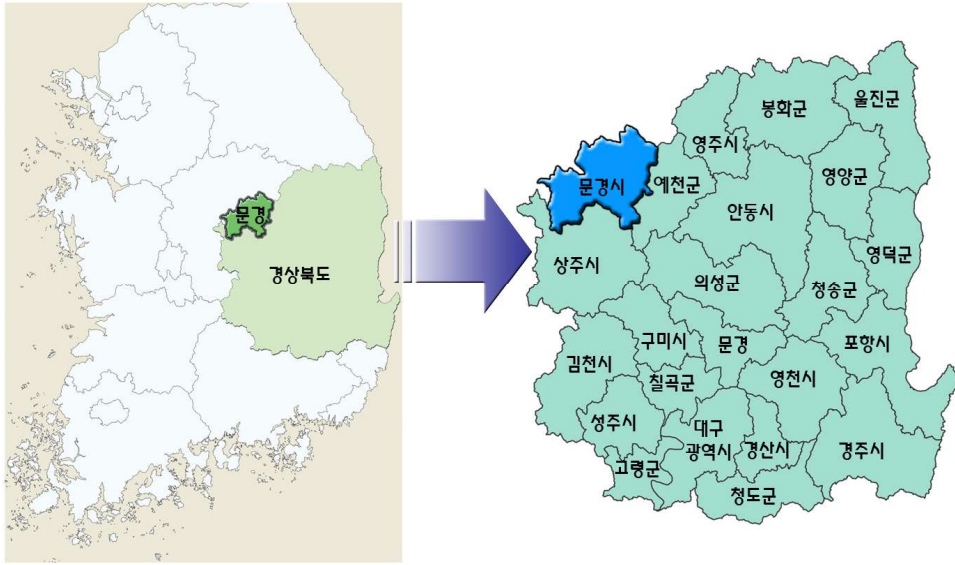 문경
경상북도
울진군
봉화군
영주시
영양군
문경시
예천군
안동시
영덕군
상주시
의성군
청송군
구미시
문경
포항시
김천시
칠곡군
영천시
성주시
대구
광역시
경산시
경주시
고령군
청도군